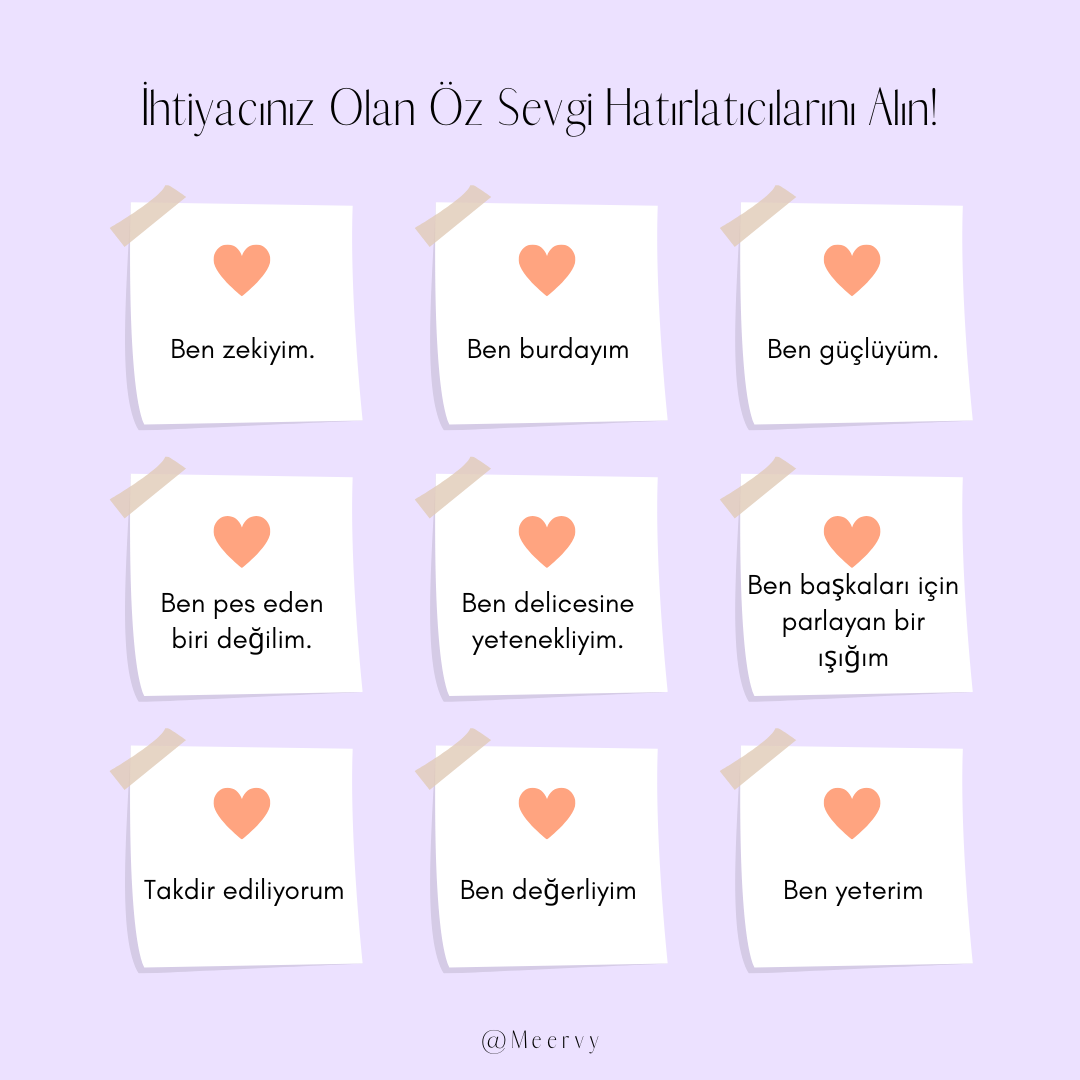 İhtiyacınız Olan Öz Sevgi Hatırlatıcılarını Alın!
Ben zekiyim.
Ben burdayım
Ben güçlüyüm.
Ben pes eden
biri değilim.
Ben delicesine
yetenekliyim.
Ben başkaları için
parlayan bir
ışığım
Takdir ediliyorum
Ben değerliyim
Ben yeterim
@Meervy